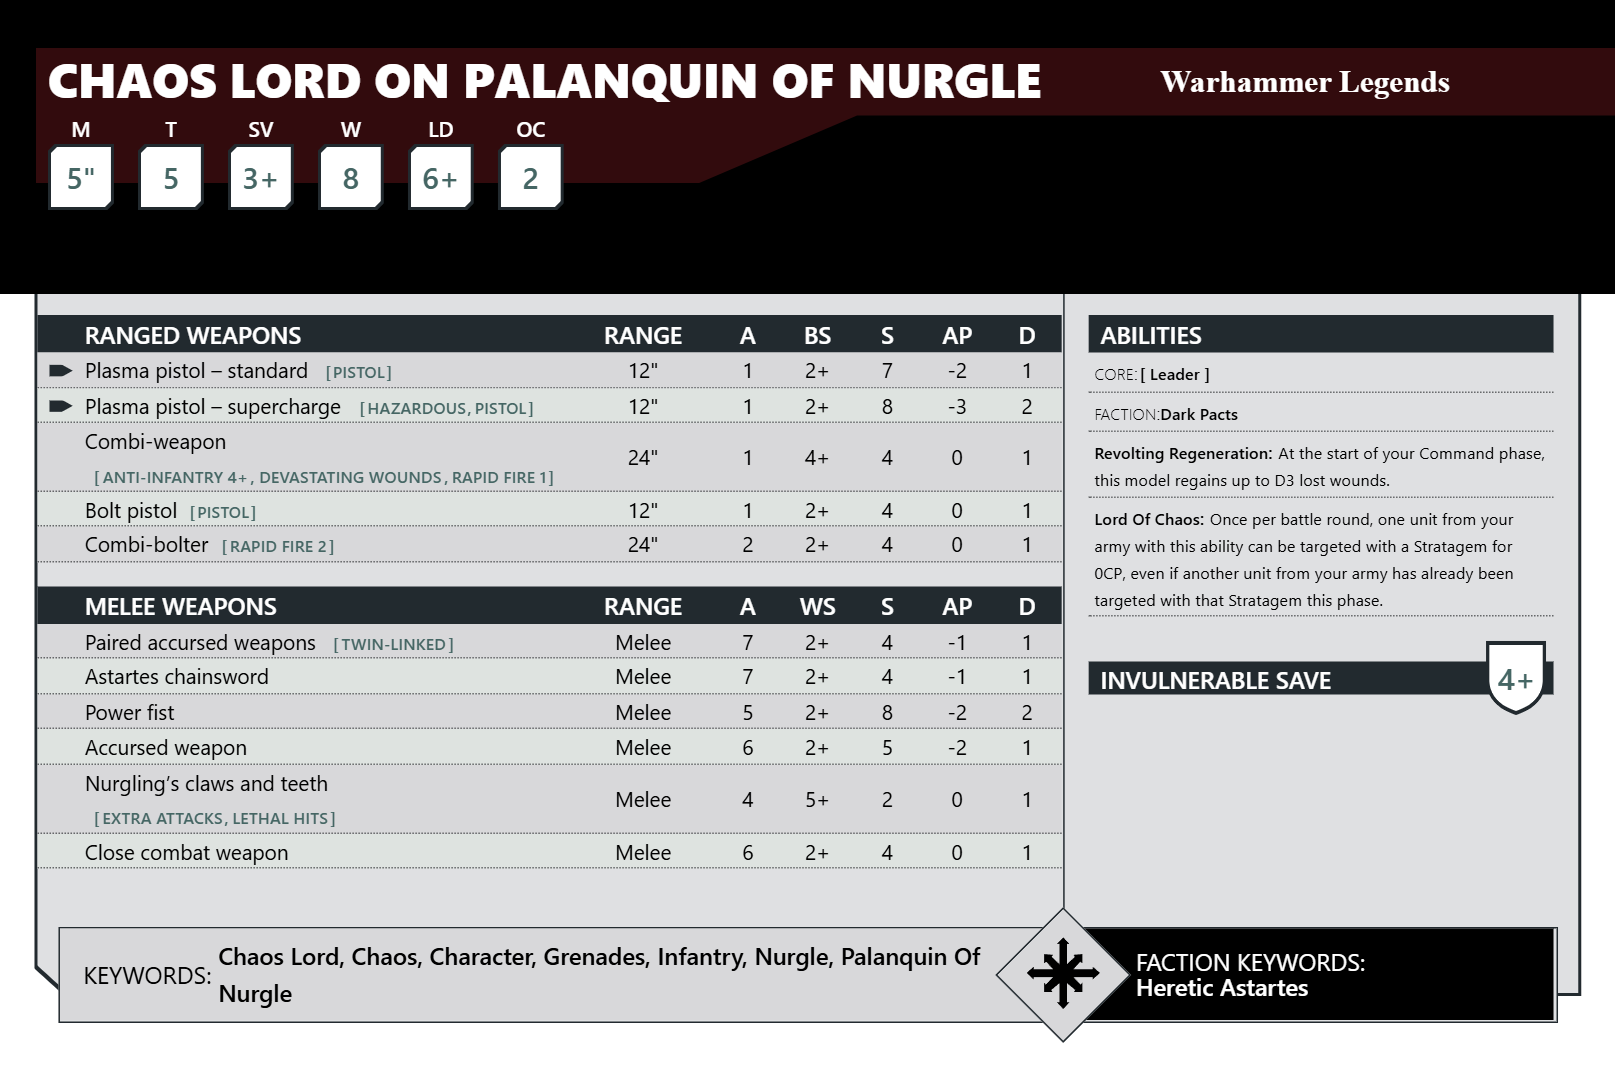 CHAOS LORD ON PALANQUIN OF NURGLE Warhammer Legends
M T SV W LD OC
5" 5 3+ 8 6+ 2
RANGED WEAPONS RANGE A BS S AP D
Plasma pistol – standard [PISTOL] 12" 1 2+ 7 -2 1
Plasma pistol – supercharge [HAZARDOUS, PISTOL] 12" 1 2+ 8 -3 2
Combi-weapon
[ANTI-INFANTRY 4+, DEVASTATING WOUNDS, RAPID FIRE 1] 24" 1 4+ 4 0 1
Bolt pistol [PISTOL] 12" 1 2+ 4 0 1
Combi-bolter [RAPID FIRE 2] 24" 2 2+ 4 0 1
MELEE WEAPONS RANGE A WS S AP D
Paired accursed weapons [TWIN-LINKED] Melee 7 2+ 4 -1 1
Astartes chainsword Melee 7 2+ 4 -1 1
Power fist Melee 5 2+ 8 -2 2
Accursed weapon Melee 6 2+ 5 -2 1
Nurgling’s claws and teeth
[EXTRA ATTACKS, LETHAL HITS] Melee 4 5+ 2 0 1
Close combat weapon Melee 6 2+ 4 0 1
ABILITIES
CORE: [ Leader ]
FACTION: Dark Pacts
Revolting Regeneration: At the start of your Command phase,
this model regains up to D3 lost wounds.
Lord Of Chaos: Once per battle round, one unit from your
army with this ability can be targeted with a Stratagem for
0CP, even if another unit from your army has already been
targeted with that Stratagem this phase.
INVULNERABLE SAVE 4+
KEYWORDS: Chaos Lord, Chaos, Character, Grenades, Infantry, Nurgle, Palanquin Of
Nurgle
FACTION KEYWORDS:
Heretic Astartes